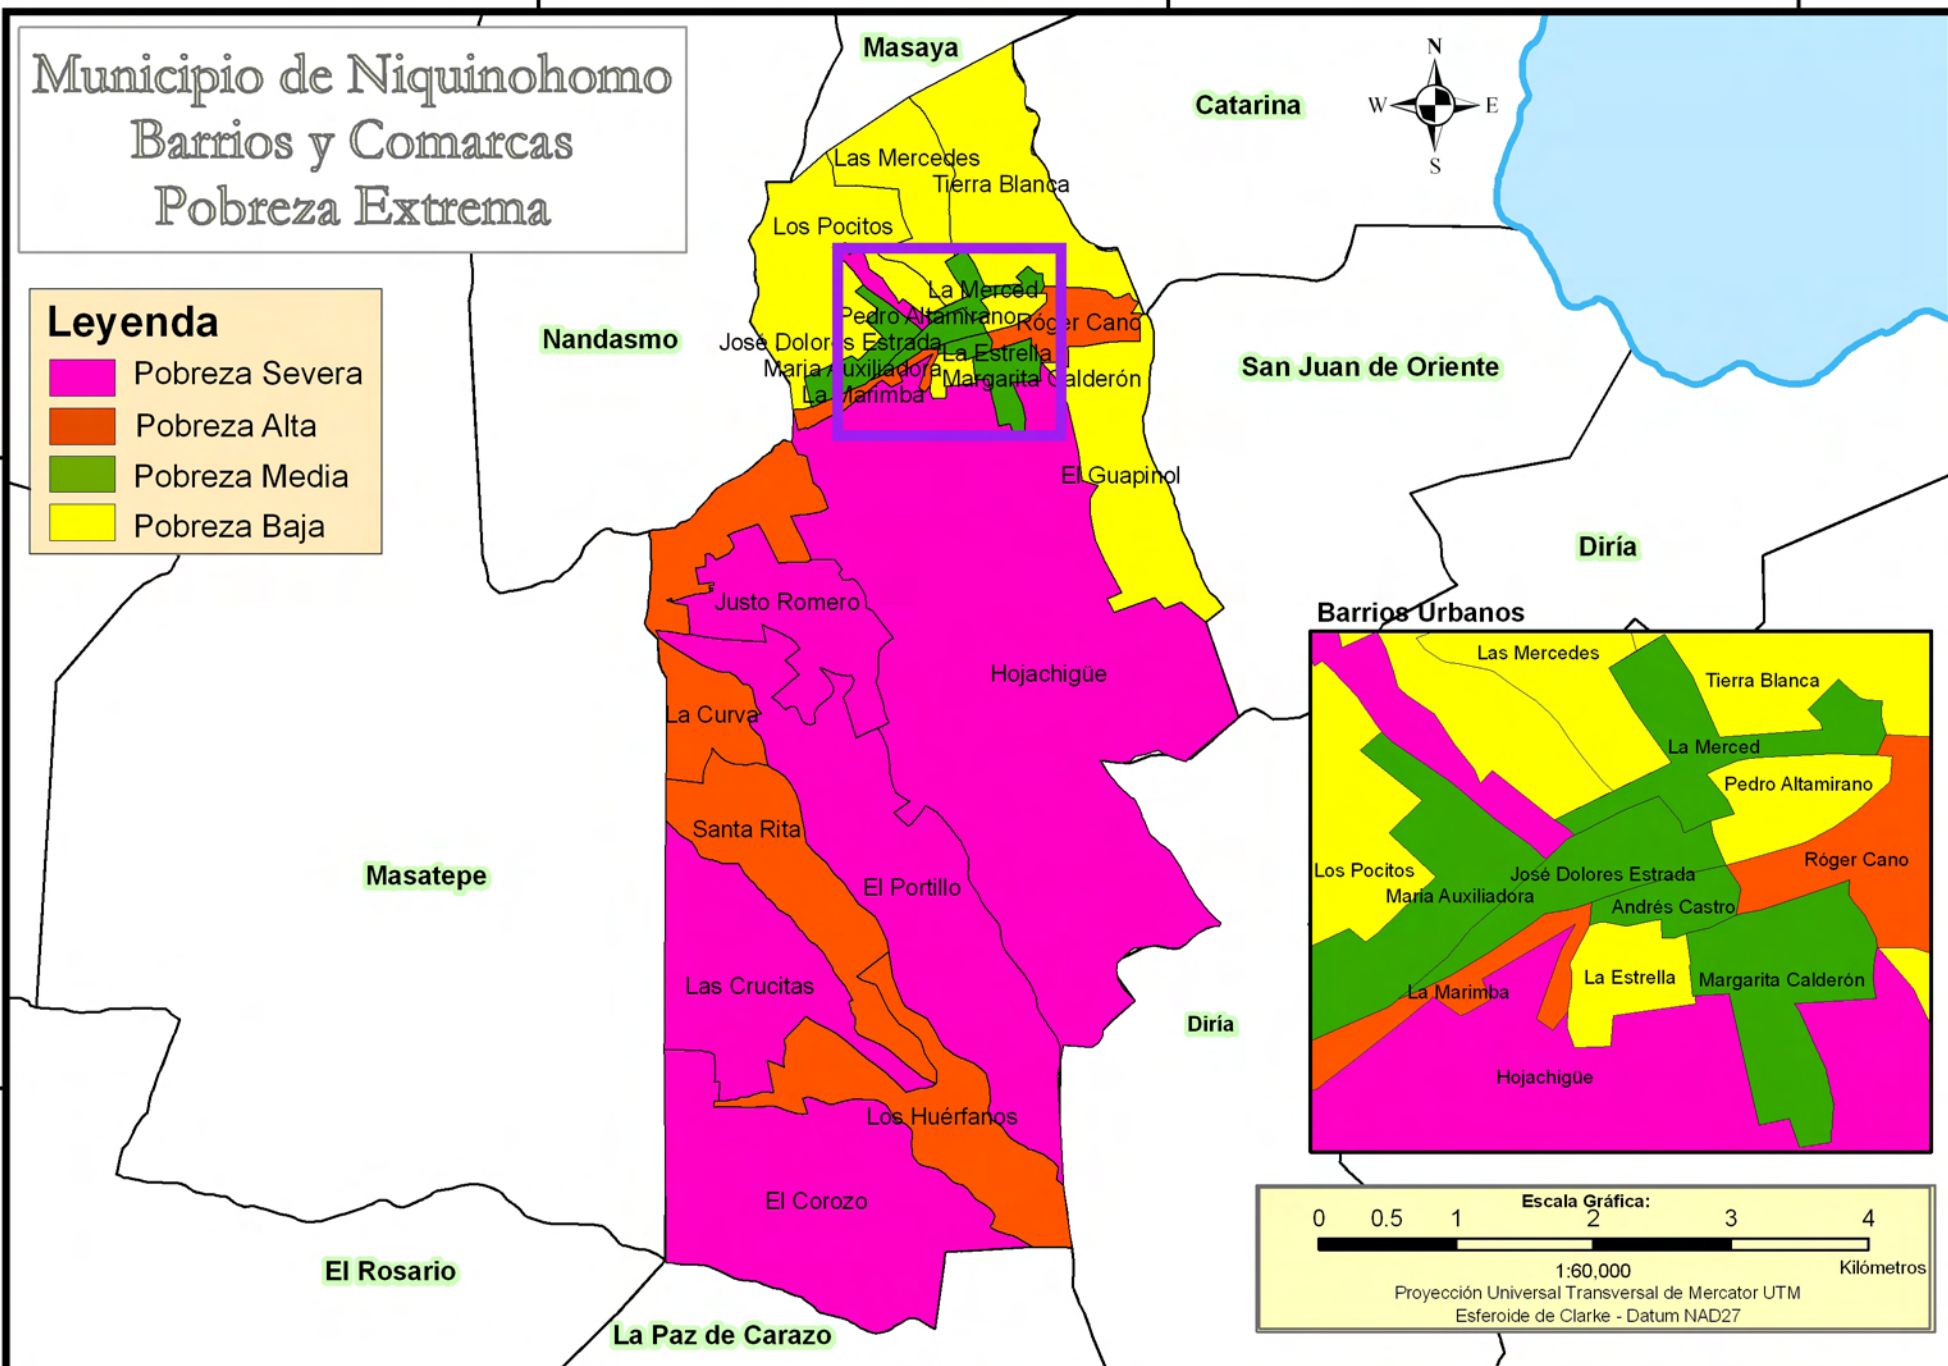 Municipio de Niquinohomo
Barrios y Comarcas
Pobreza Extrema
Leyenda
Pobreza Severa
Pobreza Alta
Pobreza Media
Pobreza Baja
Masaya
Catarina
N
W
E
S
Las Mercedes
Tierra Blanca
Los Pocitos
La Merced
Pedro Altamirano
Róger Cano
Nandasmo
José Dolores Estrada
La Estrella
Maria Auxiliadora
Margarita Calderón
La Marimba
San Juan de Oriente
El Guapinol
Diría
Justo Romero
Hojachigüe
La Curva
Santa Rita
El Portillo
Masatepe
Las Crucitas
Diría
Los Huérfanos
El Corozo
El Rosario
La Paz de Carazo
Barrios Urbanos
Las Mercedes
Tierra Blanca
La Merced
Pedro Altamirano
Róger Cano
Los Pocitos
José Dolores Estrada
Maria Auxiliadora
Andrés Castro
La Estrella
Margarita Calderón
La Marimba
Hojachigüe
Escala Gráfica:
0 0.5 1 2 3 4
Kilómetros
1:60,000
Proyección Universal Transversal de Mercator UTM
Esferoide de Clarke - Datum NAD27